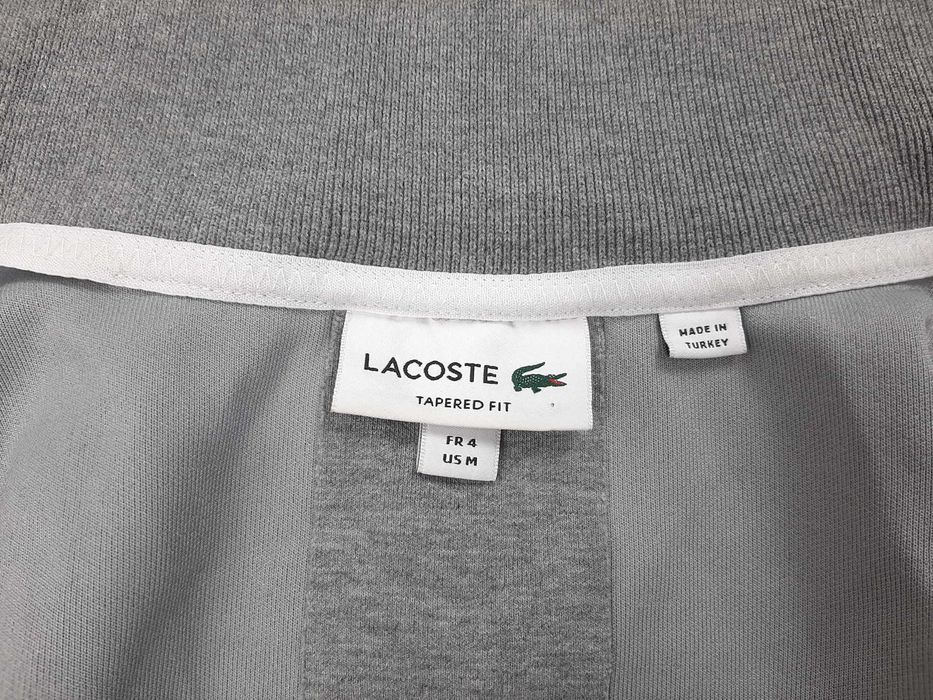 LACOSTE
TAPERED FIT
FR 4
US M
MADE IN
TURKEY